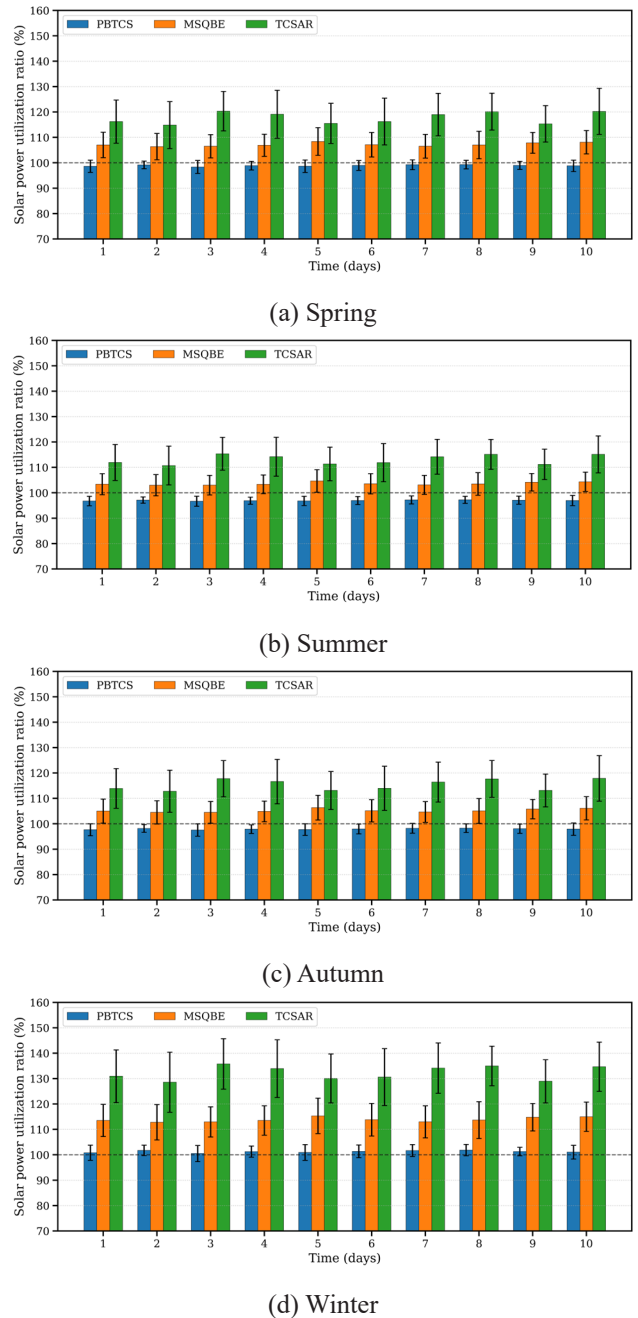 160
150
140
130
120
110
100
90
80
70
Solar power utilization ratio (%)
PBTCS MSQBE TCSAR
1 2 3 4 5 6 7 8 9 10
Time (days)
(a) Spring
160
150
140
130
120
110
100
90
80
70
Solar power utilization ratio (%)
PBTCS MSQBE TCSAR
1 2 3 4 5 6 7 8 9 10
Time (days)
(b) Summer
160
150
140
130
120
110
100
90
80
70
Solar power utilization ratio (%)
PBTCS MSQBE TCSAR
1 2 3 4 5 6 7 8 9 10
Time (days)
(c) Autumn
160
150
140
130
120
110
100
90
80
70
Solar power utilization ratio (%)
PBTCS MSQBE TCSAR
1 2 3 4 5 6 7 8 9 10
Time (days)
(d) Winter